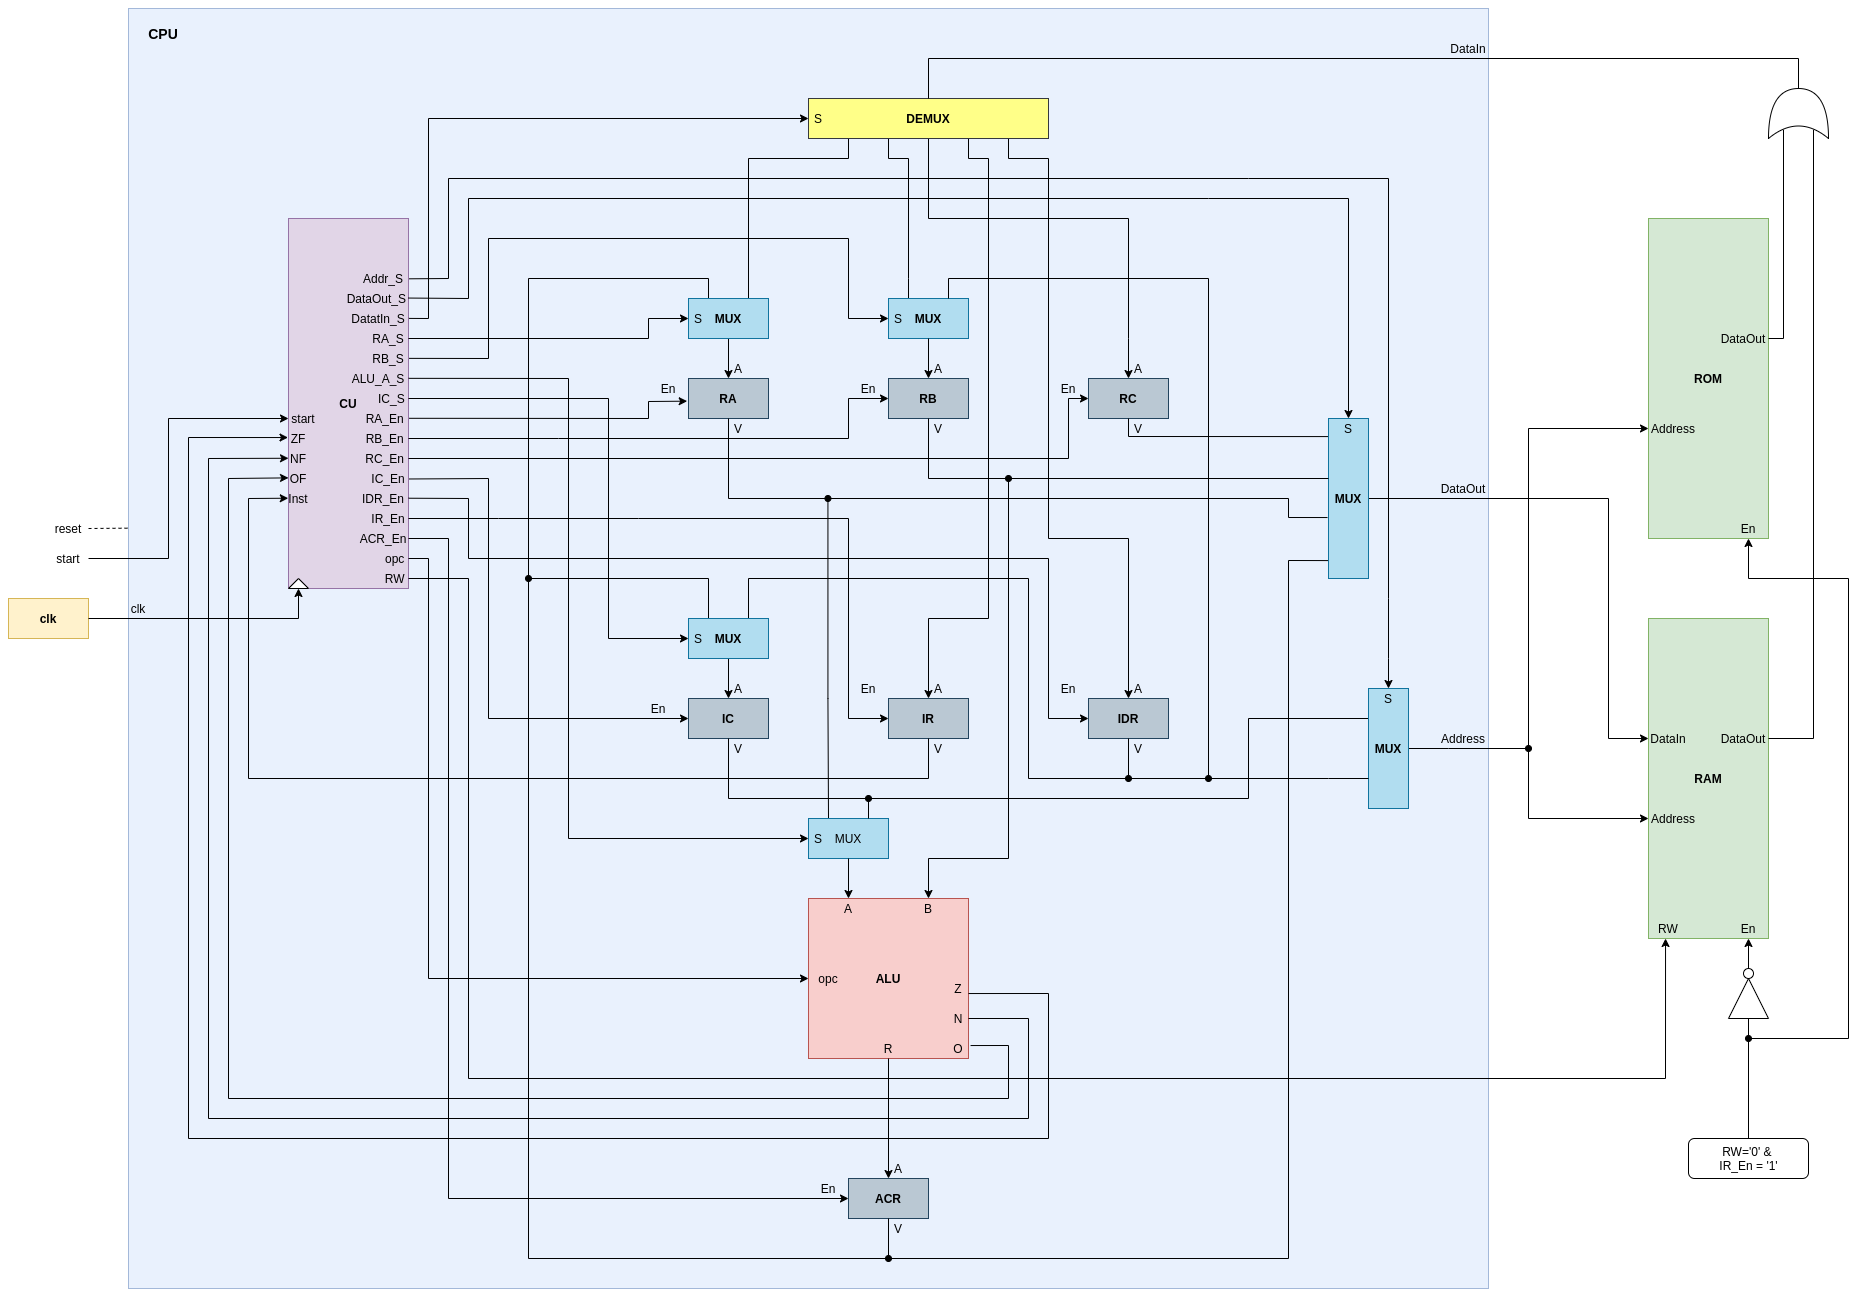 CPU
DataIn
S
DEMUX
Addr_S
DataOut_S
DatatIn_S
RA_S
RB_S
ALU_A_S
IC_S
CU
RA_En
RB_En
RC_En
IC_En
IDR_En
IR_En
ACR_En
opc
RW
start
ZF
NF
OF
Inst
reset
start
clk
clk
S MUX
S MUX
A
A
A
En
RA
En
RB
En
RC
V
V
V
S
MUX
DataOut
S MUX
A
A
A
En
IC
En
IR
En
IDR
V
V
V
S
MUX
Address
S MUX
A
B
opc
ALU
Z
N
O
R
A
En
ACR
V
DataOut
ROM
Address
En
DataIn
DataOut
RAM
Address
RW
En
RW='0' &
IR_En = '1'